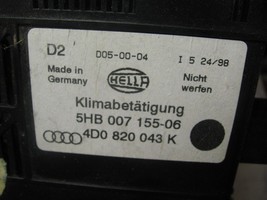 D2
005-00-04
I 5 24/98
Made in
Germany
HELLA
Nicht
werfen
Klimabetätigung
5HB 007 155-06
4D0 820 043 K